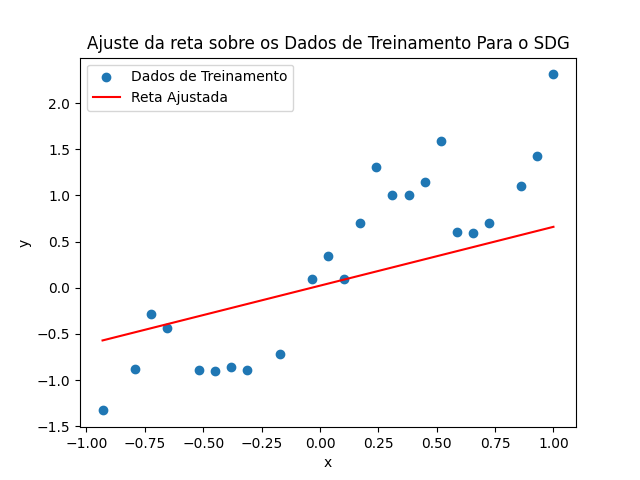 Ajuste da reta sobre os Dados de Treinamento Para o SDG
Dados de Treinamento
Reta Ajustada
2.0
1.5
1.0
0.5
0.0
−0.5
−1.0
−1.5
y
−1.00 −0.75 −0.50 −0.25 0.00 0.25 0.50 0.75 1.00
x